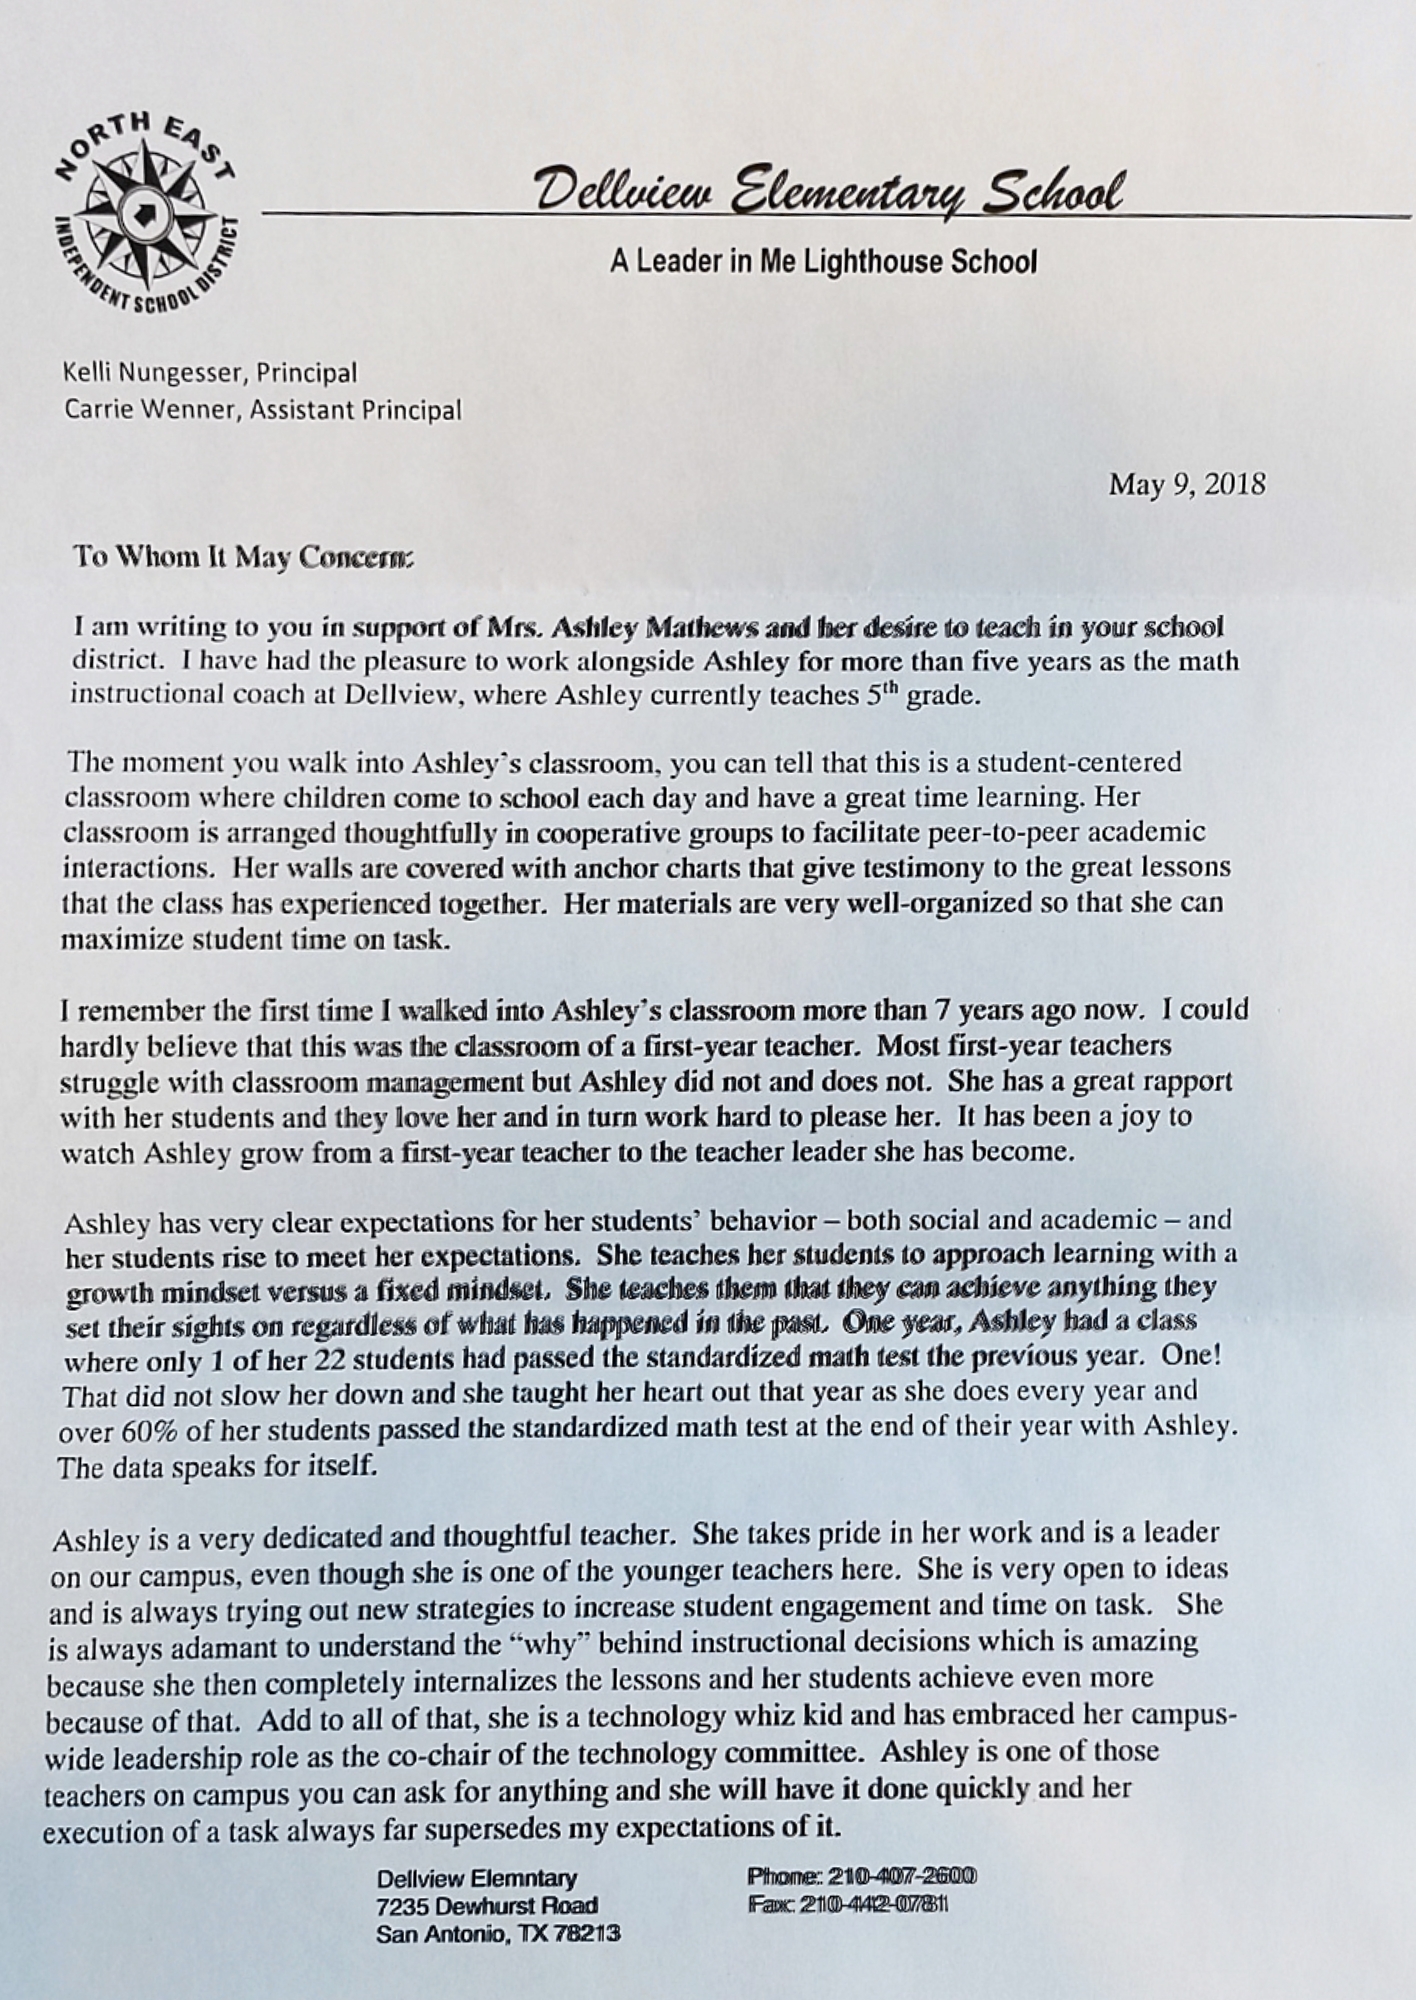 NORTH EAST
INDEPENDENT SCHOOL DISTRICT
Dellview Elementary School
A Leader in Me Lighthouse School
Kelli Nungesser, Principal
Carrie Wenner, Assistant Principal
May 9, 2018
To Whom It May Concern:
I am writing to you in support of Mrs. Ashley Mathews and her desire to teach in your school
district. I have had the pleasure to work alongside Ashley for more than five years as the math
instructional coach at Dellview, where Ashley currently teaches 5th grade.
The moment you walk into Ashley's classroom, you can tell that this is a student-centered
classroom where children come to school each day and have a great time learning. Her
classroom is arranged thoughtfully in cooperative groups to facilitate peer-to-peer academic
interactions. Her walls are covered with anchor charts that give testimony to the great lessons
that the class has experienced together. Her materials are very well-organized so that she can
maximize student time on task.
I remember the first time I walked into Ashley's classroom more than 7 years ago now. I could
hardly believe that this was the classroom of a first-year teacher. Most first-year teachers
struggle with classroom management but Ashley did not and does not. She has a great rapport
with her students and they love her and in turn work hard to please her. It has been a joy to
watch Ashley grow from a first-year teacher to the teacher leader she has become.
Ashley has very clear expectations for her students' behavior – both social and academic – and
her students rise to meet her expectations. She teaches her students to approach learning with a
growth mindset versus a fixed mindset. She teaches them that they can achieve anything they
set their sights on regardless of what has happened in the past. One year, Ashley had a class
where only 1 of her 22 students had passed the standardized math test the previous year. One!
That did not slow her down and she taught her heart out that year as she does every year and
over 60% of her students passed the standardized math test at the end of their year with Ashley.
The data speaks for itself.
Ashley is a very dedicated and thoughtful teacher. She takes pride in her work and is a leader
on our campus, even though she is one of the younger teachers here. She is very open to ideas
and is always trying out new strategies to increase student engagement and time on task. She
is always adamant to understand the “why” behind instructional decisions which is amazing
because she then completely internalizes the lessons and her students achieve even more
because of that. Add to all of that, she is a technology whiz kid and has embraced her campus-
wide leadership role as the co-chair of the technology committee. Ashley is one of those
teachers on campus you can ask for anything and she will have it done quickly and her
execution of a task always far supersedes my expectations of it.
Dellview Elemntary
7235 Dewhurst Road
San Antonio, TX 78213
Phone: 210-407-2600
Fax: 210-442-0781